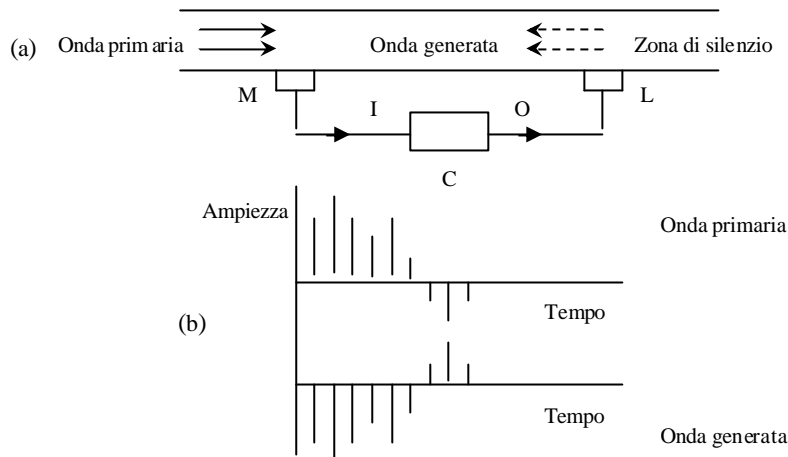 (a) Onda primaria Onda generata Zona di silenzio
M I O L
C
Ampiezza Onda primaria
Tempo
(b)
Tempo
Onda generata